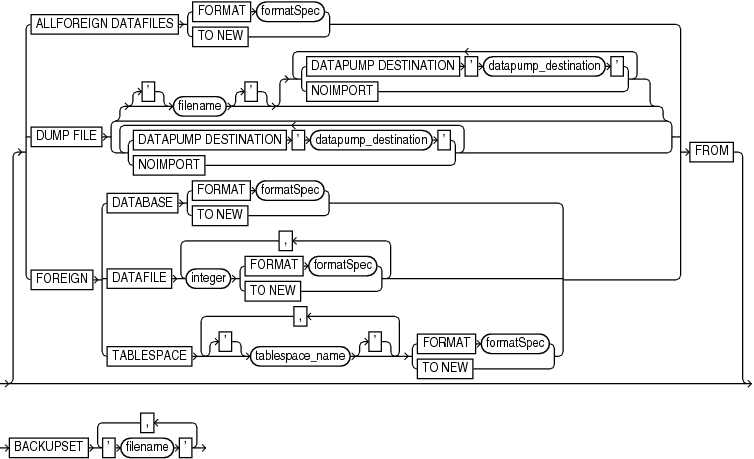 ALLFOREIGN DATAFILES FORMAT formatSpec
TO NEW
DUMP FILE ' filename ' DATAPUMP DESTINATION ' datapump_destination '
NOIMPORT
DATAPUMP DESTINATION ' datapump_destination '
NOIMPORT
FROM
FOREIGN
DATABASE FORMAT formatSpec
TO NEW
,
DATAFILE integer FORMAT formatSpec
TO NEW
,
TABLESPACE ' tablespace_name ' FORMAT formatSpec
TO NEW
,
BACKUPSET ' filename '